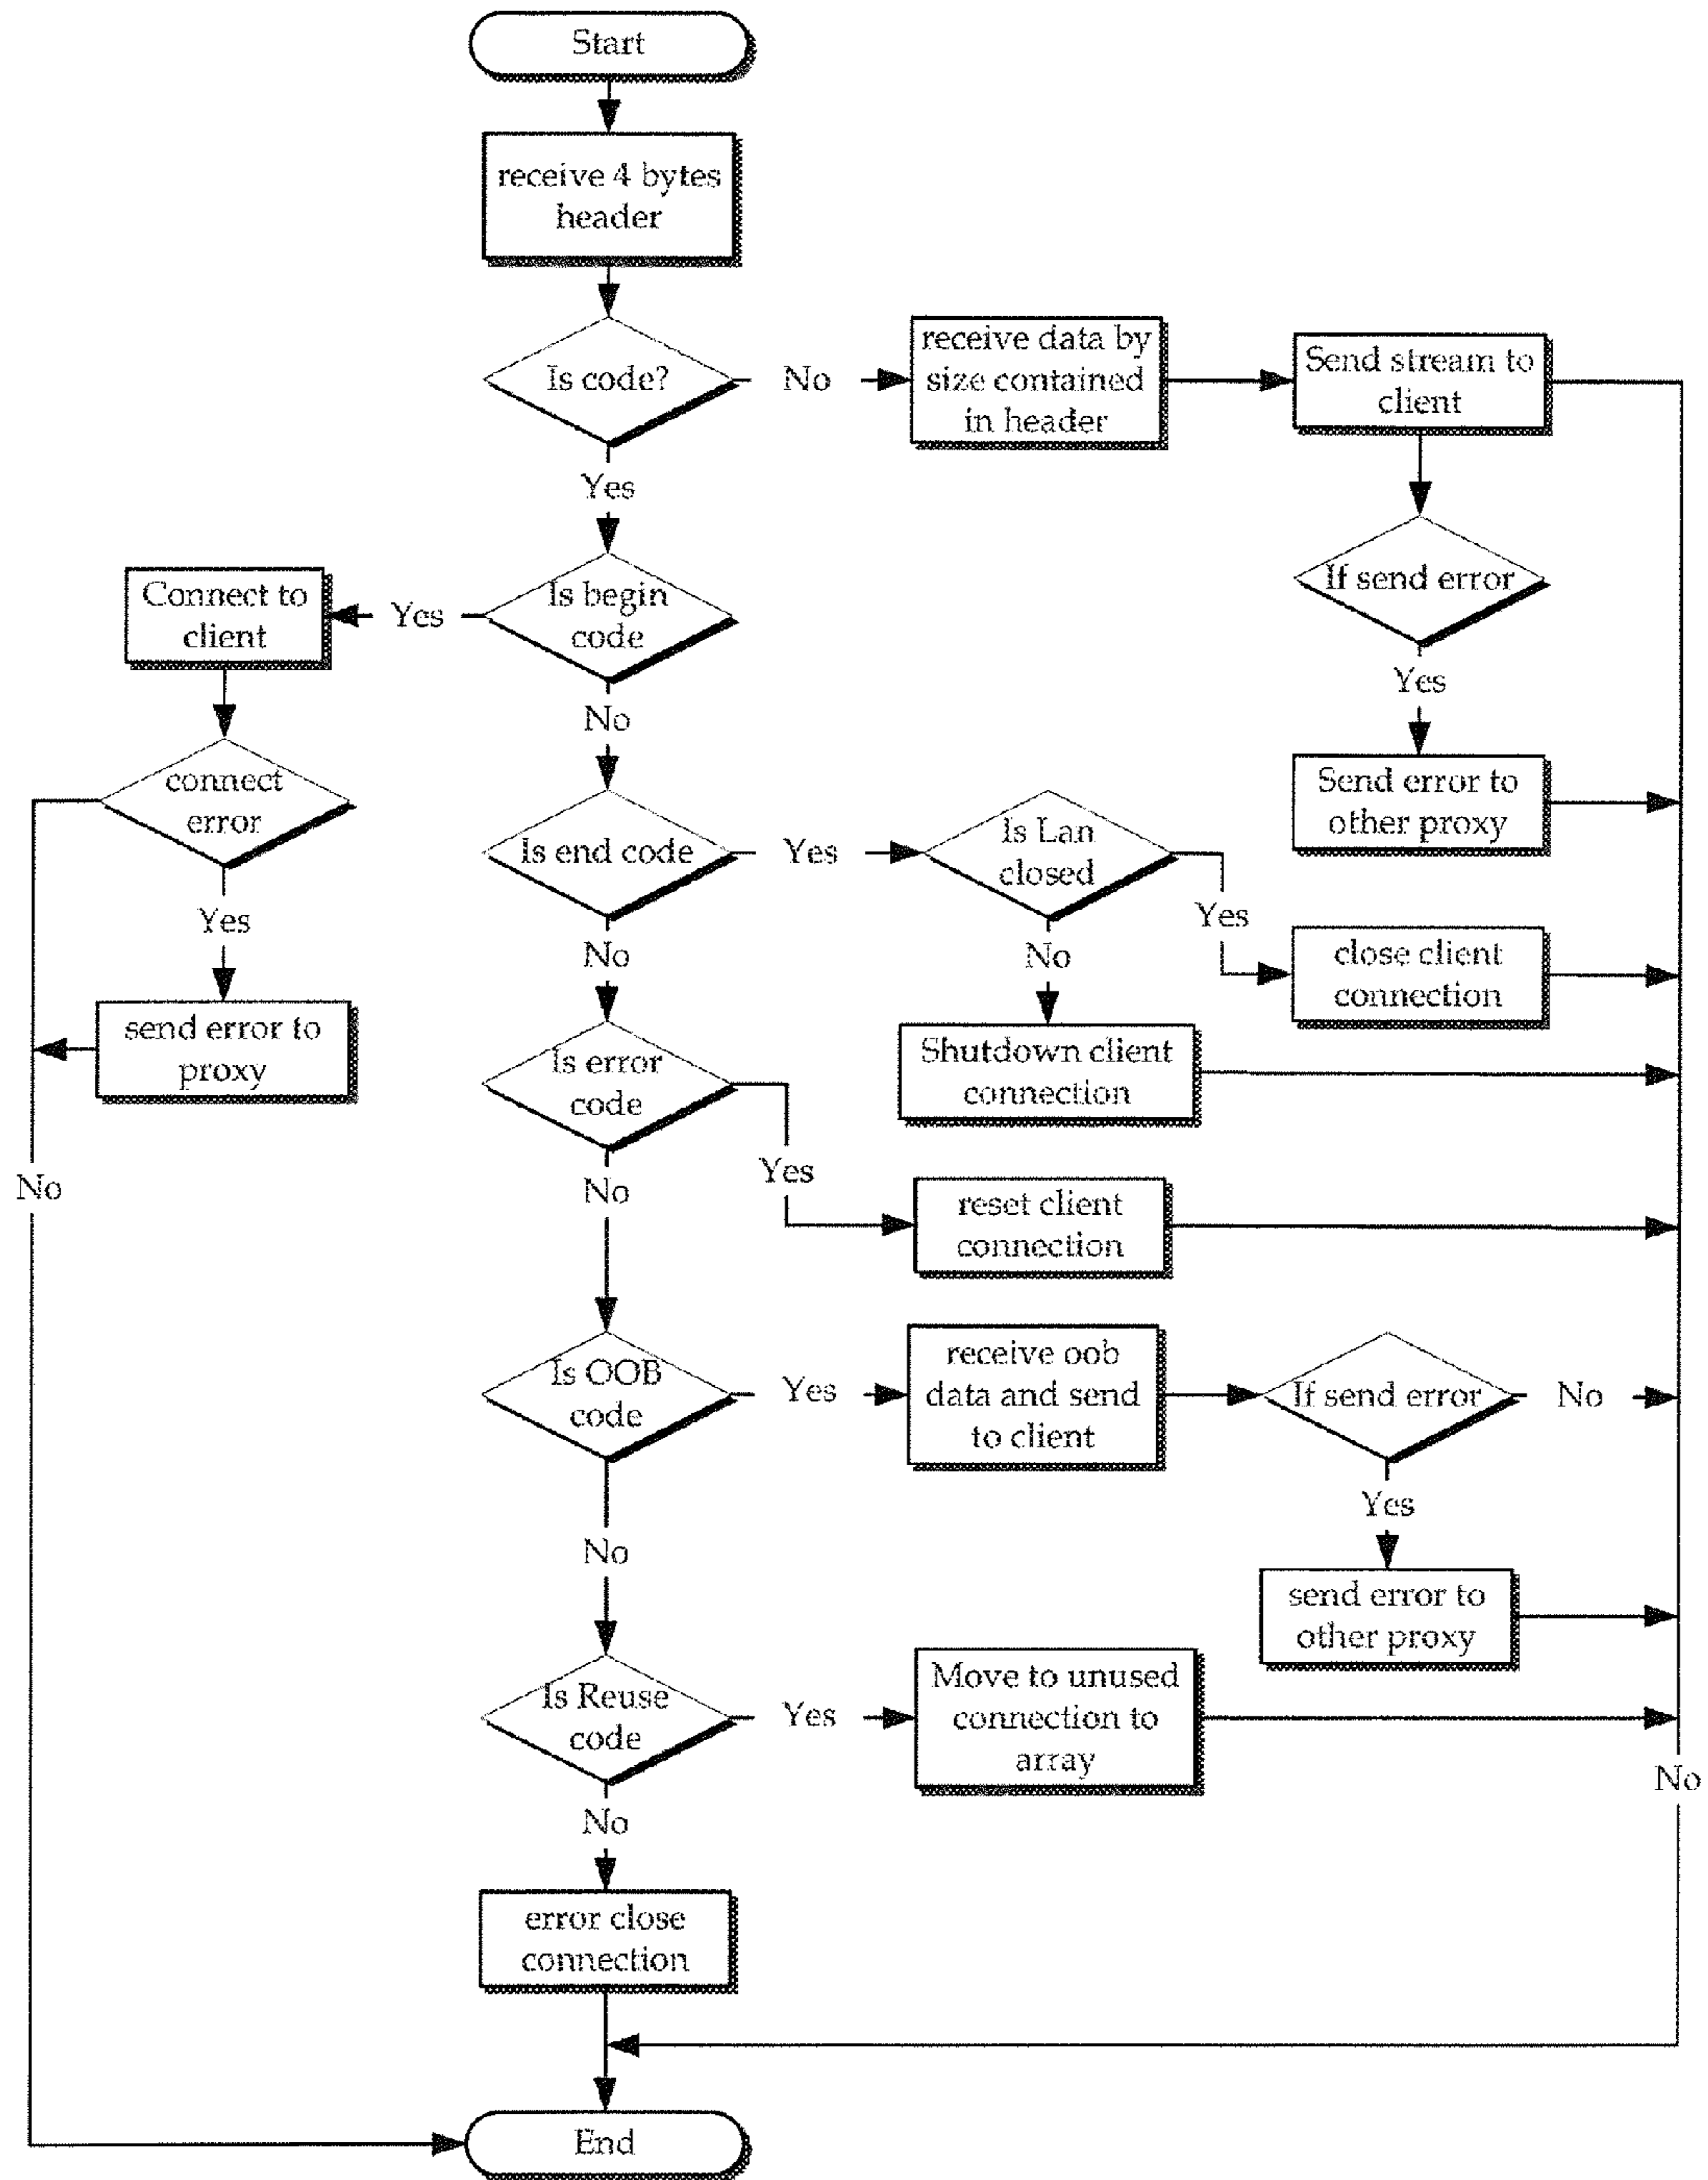 Start
receive 4 bytes
header
Is code?
No
receive data by
size contained
in header
Send stream to
client
Yes
If send error
Connect to
client
Yes
Is begin
code
Yes
No
Send error to
other proxy
connect
error
Is end code
Yes
Is Lan
closed
Yes
Yes
No
No
close client
connection
send error to
proxy
Is error
code
Shutdown client
connection
No
No
Yes
reset client
connection
Is OOB
code
Yes
receive oob
data and send
to client
If send error
No
Yes
No
send error to
other proxy
Is Reuse
code
Yes
Move to unused
connection to
array
No
No
error close
connection
End